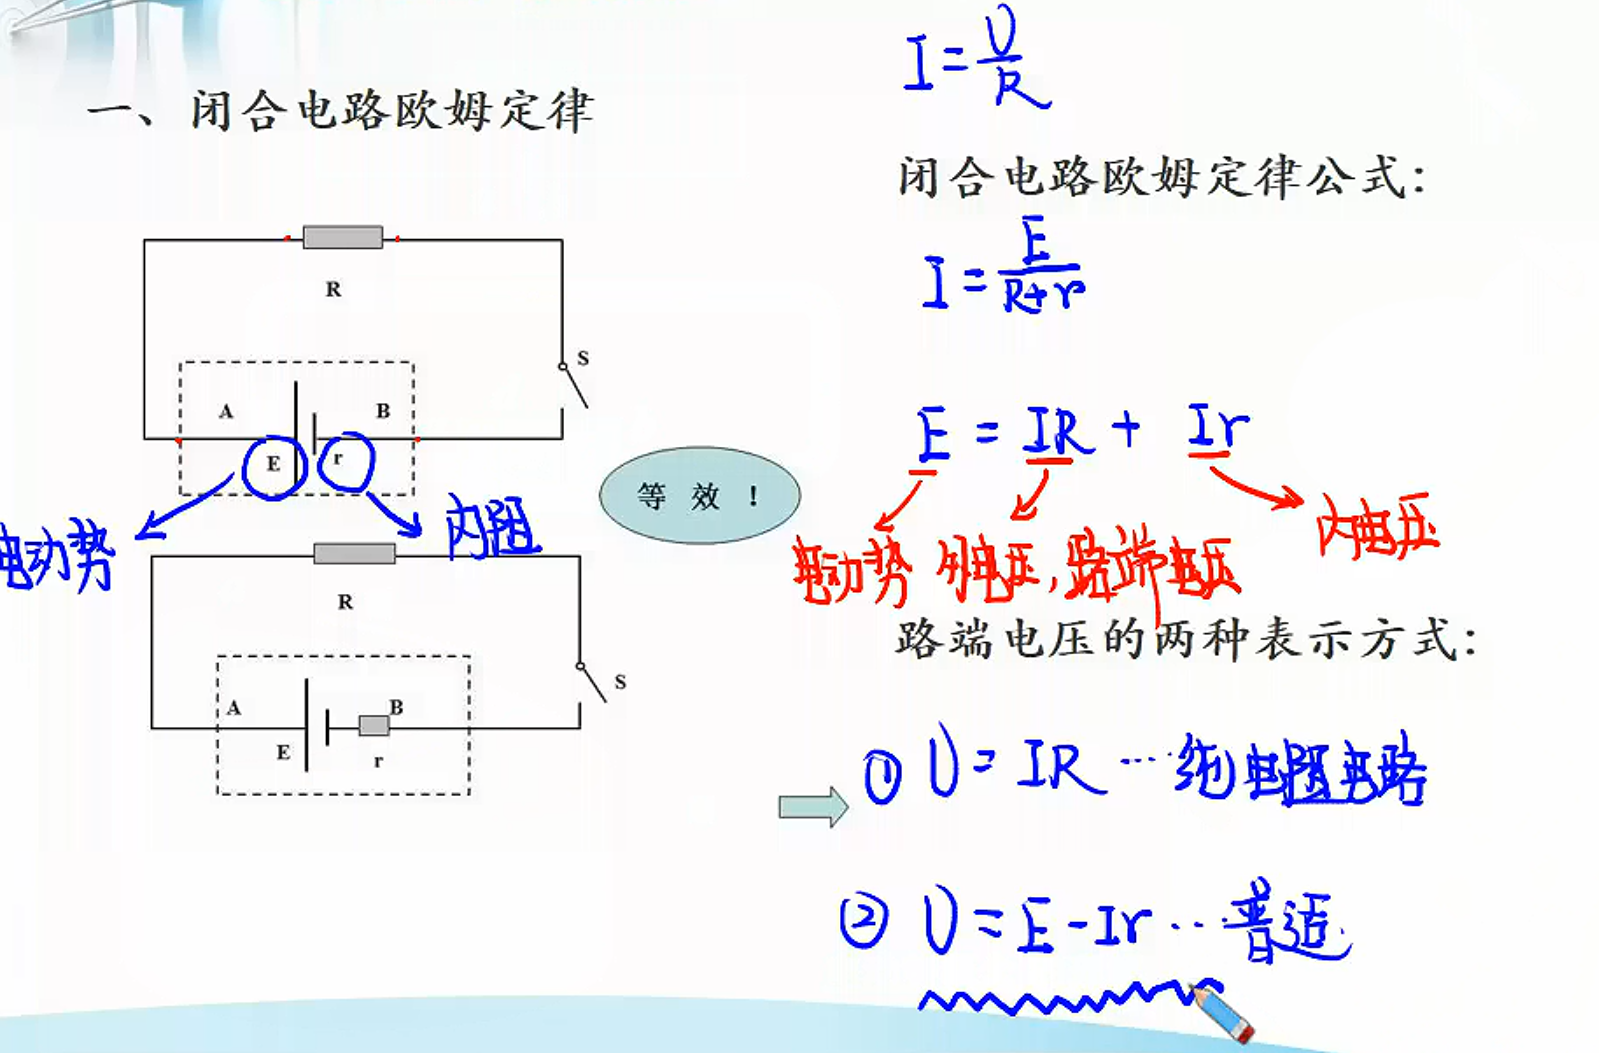 一、闭合电路欧姆定律
R
S
A
B
E
r
电动势
内阻
等 效 !
R
S
A
B
E
r
I = U/R
闭合电路欧姆定律公式:
I = E/(R+r)
E = IR + Ir
电动势 外电压, 路端电压 内电压
路端电压的两种表示方式:
① U = IR … 纯电阻电路
② U = E - Ir … 普适